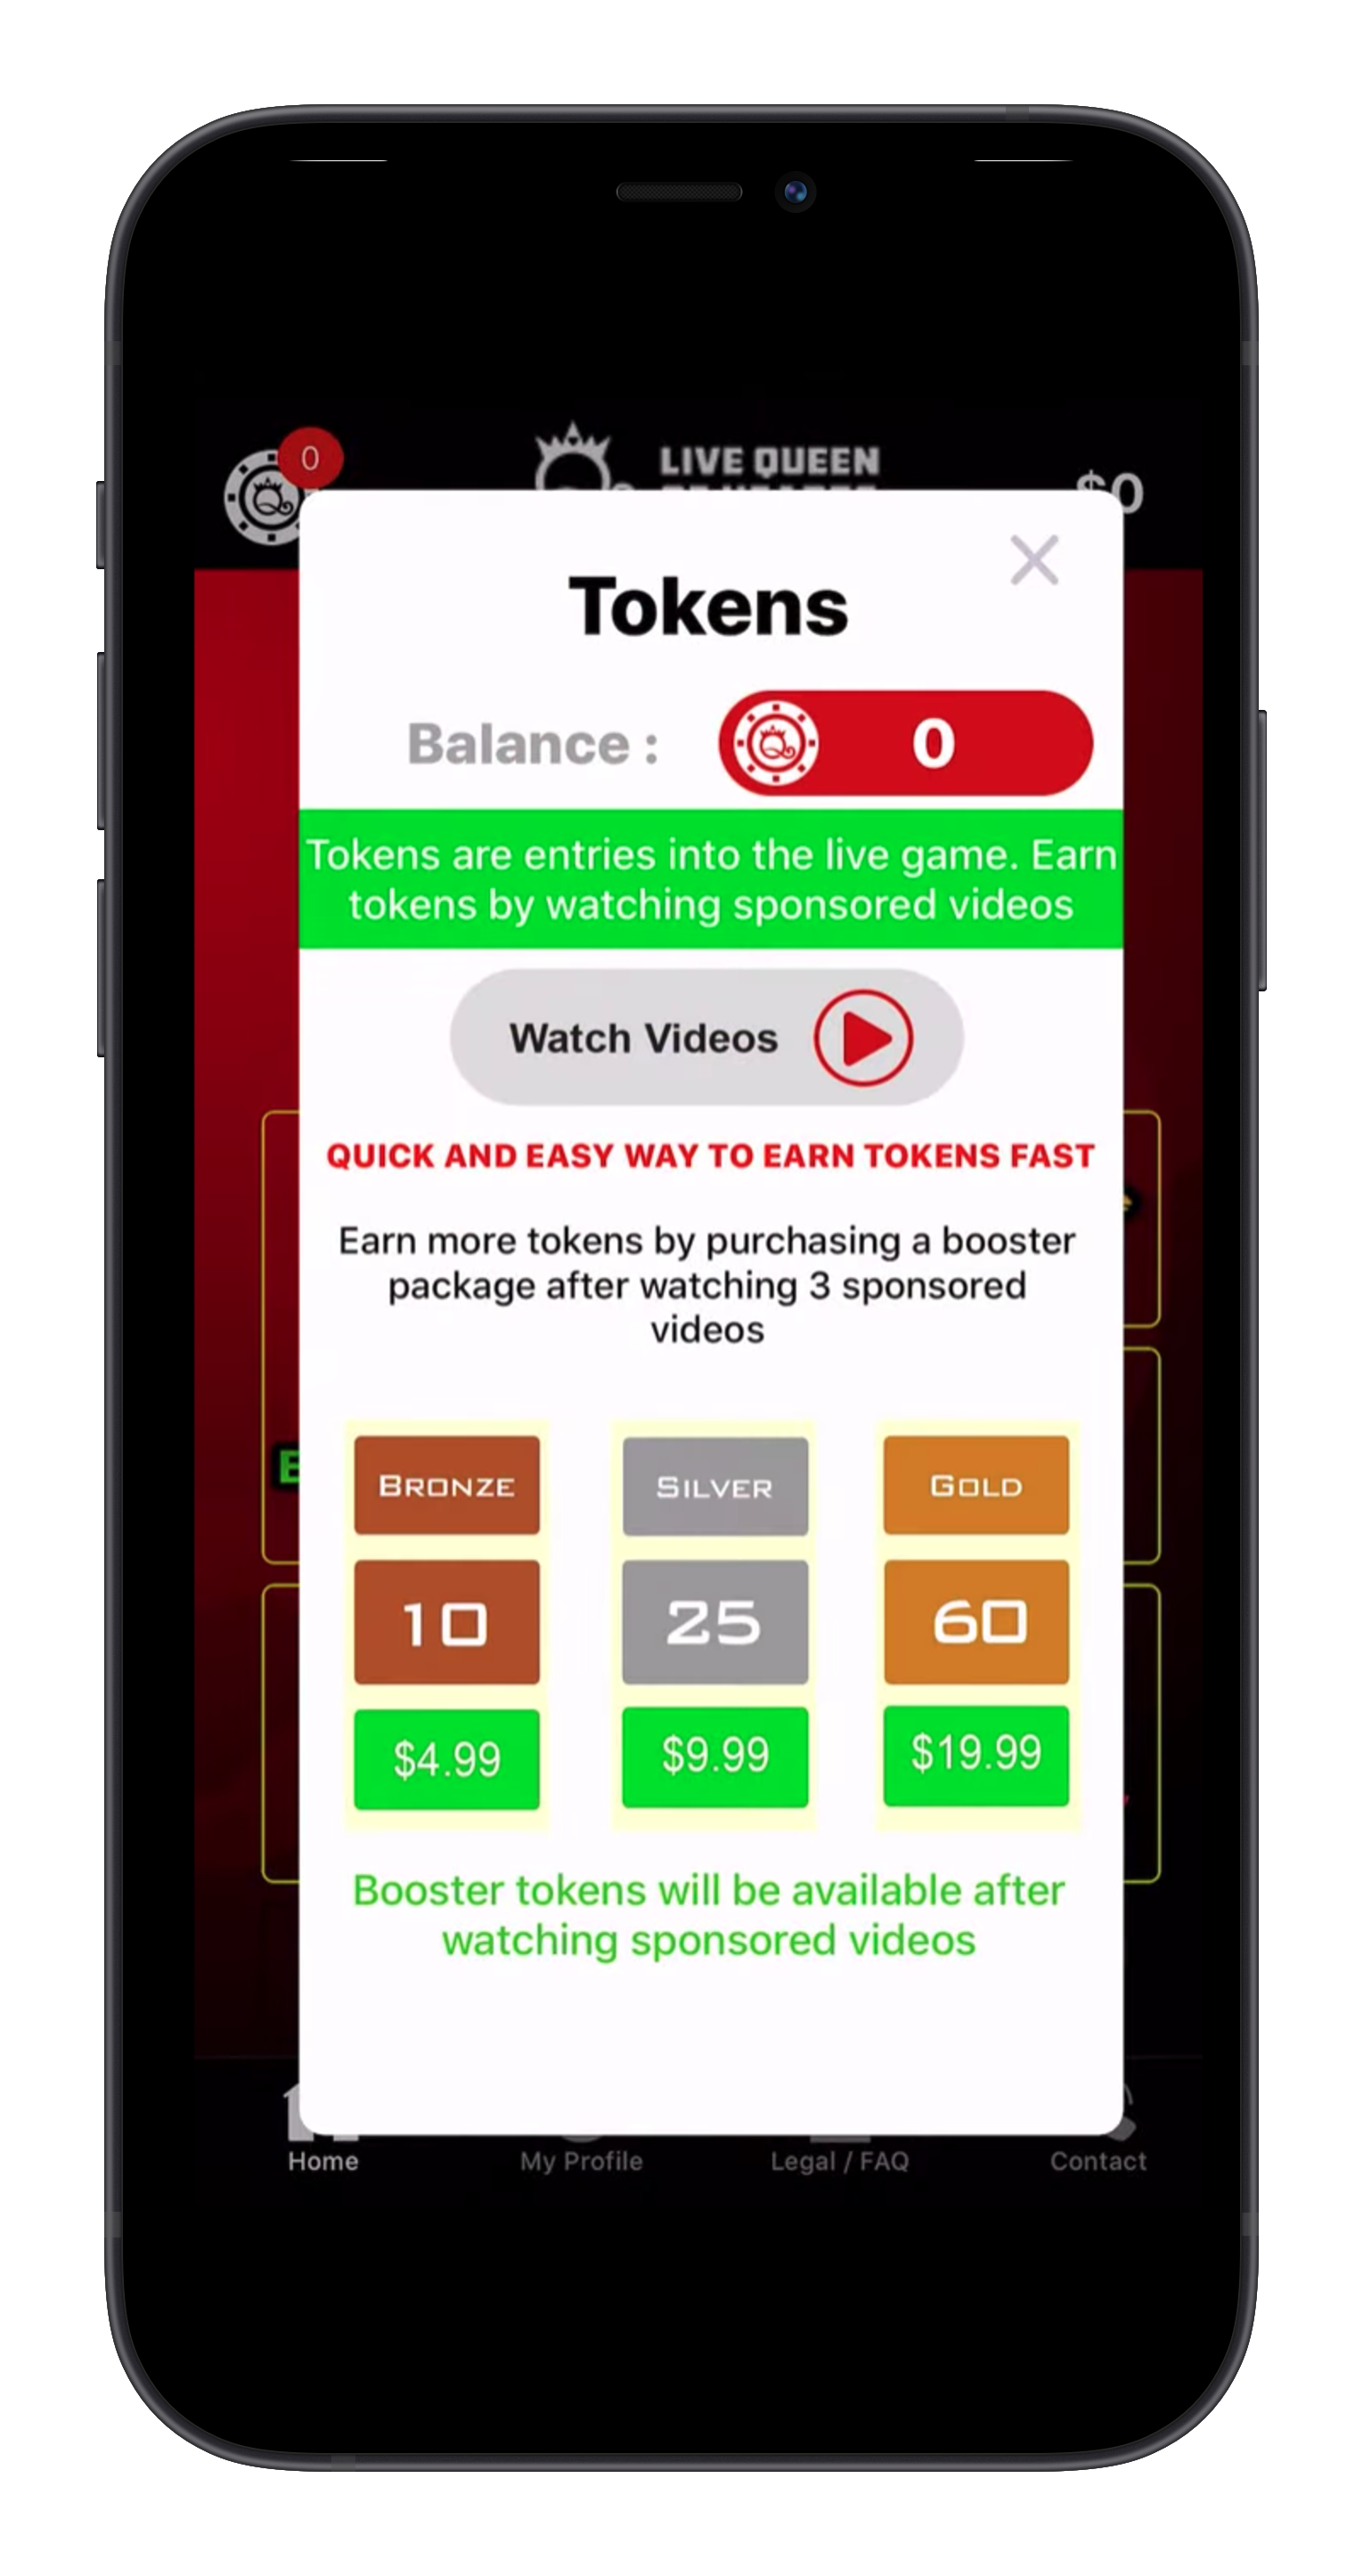 0
LIVE QUEEN
$0
Tokens
Balance :
0
Tokens are entries into the live game. Earn
tokens by watching sponsored videos
Watch Videos
QUICK AND EASY WAY TO EARN TOKENS FAST
Earn more tokens by purchasing a booster
package after watching 3 sponsored
videos
BRONZE
SILVER
GOLD
10
25
60
$4.99
$9.99
$19.99
Booster tokens will be available after
watching sponsored videos
Home
My Profile
Legal / FAQ
Contact